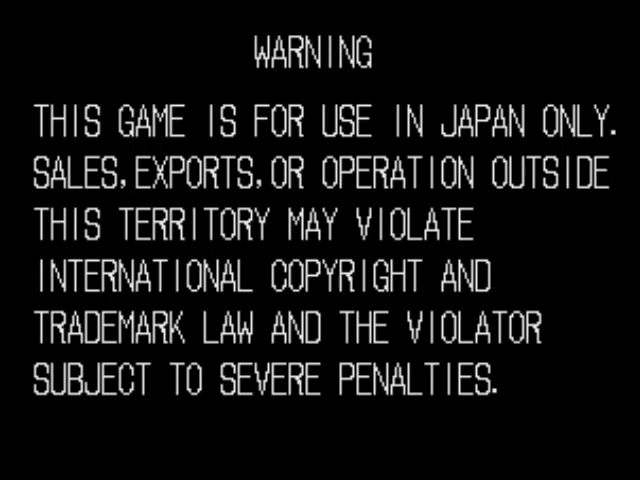 WARNING
THIS GAME IS FOR USE IN JAPAN ONLY.
SALES,EXPORTS,OR OPERATION OUTSIDE
THIS TERRITORY MAY VIOLATE
INTERNATIONAL COPYRIGHT AND
TRADEMARK LAW AND THE VIOLATOR
SUBJECT TO SEVERE PENALTIES.